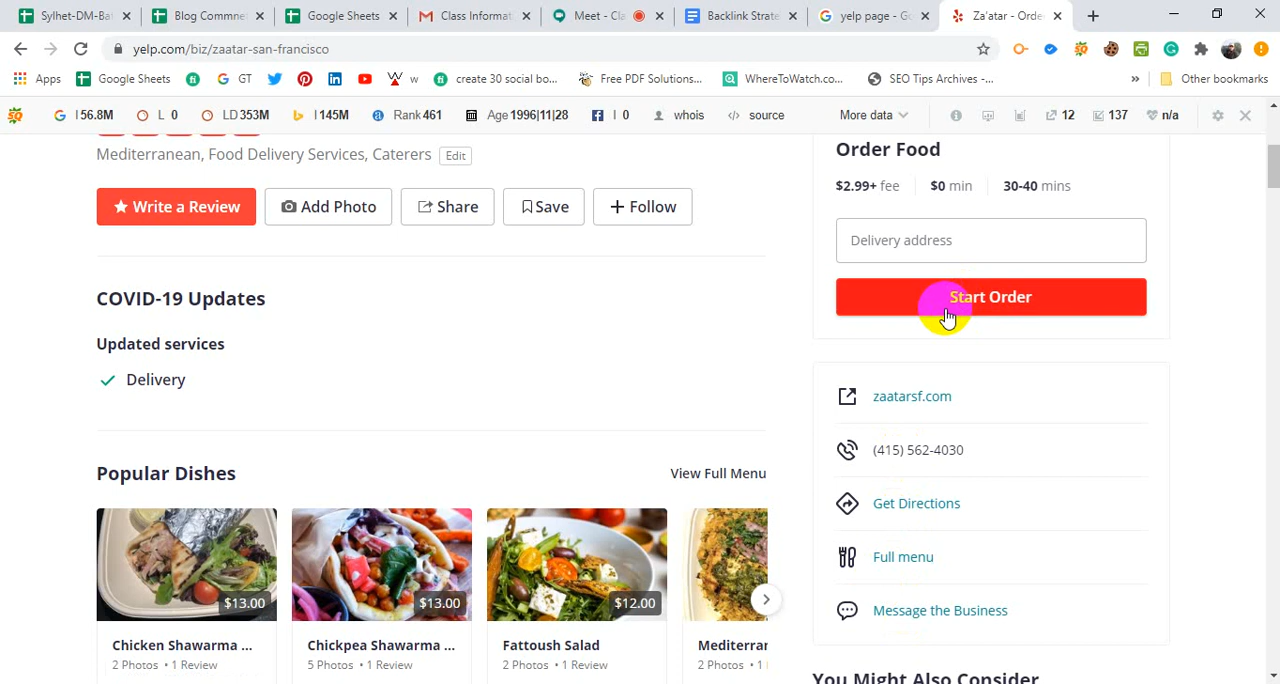 Sylhet-DM-Bat
Blog Commne
Google Sheets
Class Informat
Meet - Cla
Backlink Strate
yelp page - Go
Za'atar - Orde
yelp.com/biz/zaatar-san-francisco
Apps
Google Sheets
GT
w
create 30 social bo...
Free PDF Solutions...
WhereToWatch.co...
SEO Tips Archives -...
»
Other bookmarks
I 56.8M
L 0
LD 353M
I 145M
Rank 461
Age 1996|11|28
I 0
whois
source
More data
12
137
n/a
Mediterranean, Food Delivery Services, Caterers Edit
Write a Review
Add Photo
Share
Save
Follow
COVID-19 Updates
Updated services
Delivery
Popular Dishes
View Full Menu
$13.00
$13.00
$12.00
Chicken Shawarma ...
2 Photos • 1 Review
Chickpea Shawarma ...
5 Photos • 1 Review
Fattoush Salad
2 Photos • 1 Review
Mediterra
2 Photos • 1
Order Food
$2.99+ fee
$0 min
30-40 mins
Delivery address
Start Order
zaatarsf.com
(415) 562-4030
Get Directions
Full menu
Message the Business
You Might Also Consider